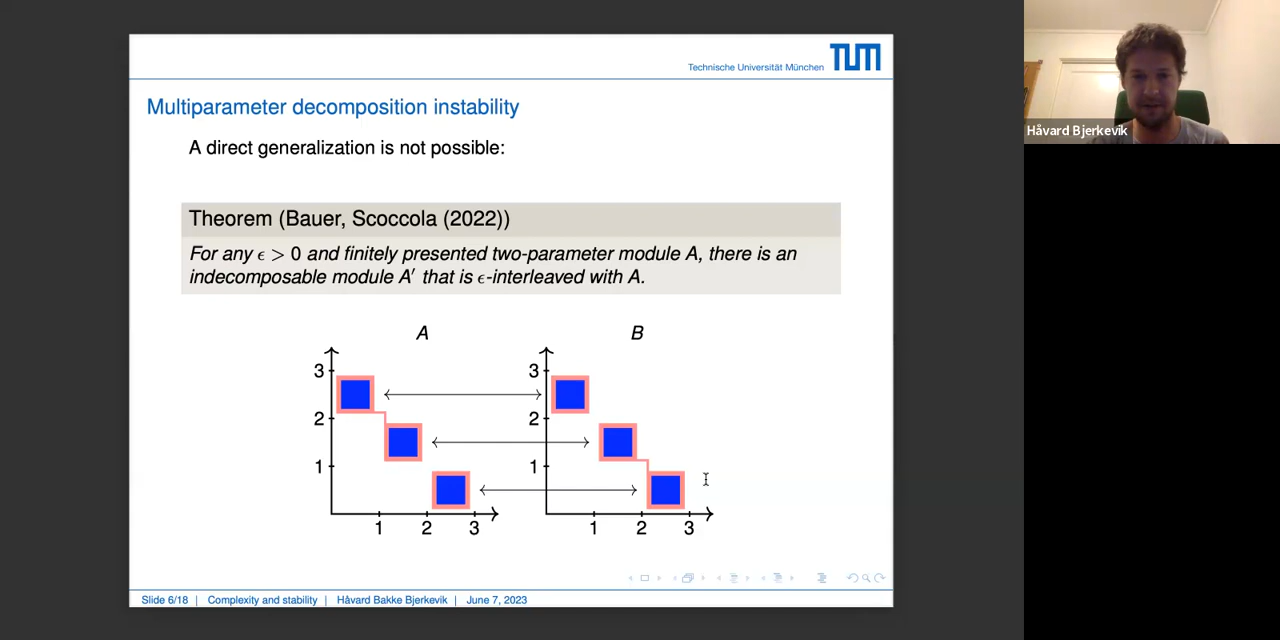 Technische Universität München TUM
Multiparameter decomposition instability
A direct generalization is not possible:
Theorem (Bauer, Scoccola (2022))
For any ϵ > 0 and finitely presented two-parameter module A, there is an
indecomposable module A′ that is ϵ-interleaved with A.
A B
3 3
2 2
1 1
1 2 3 1 2 3
Slide 6/18 | Complexity and stability | Håvard Bakke Bjerkevik | June 7, 2023
Håvard Bjerkevik